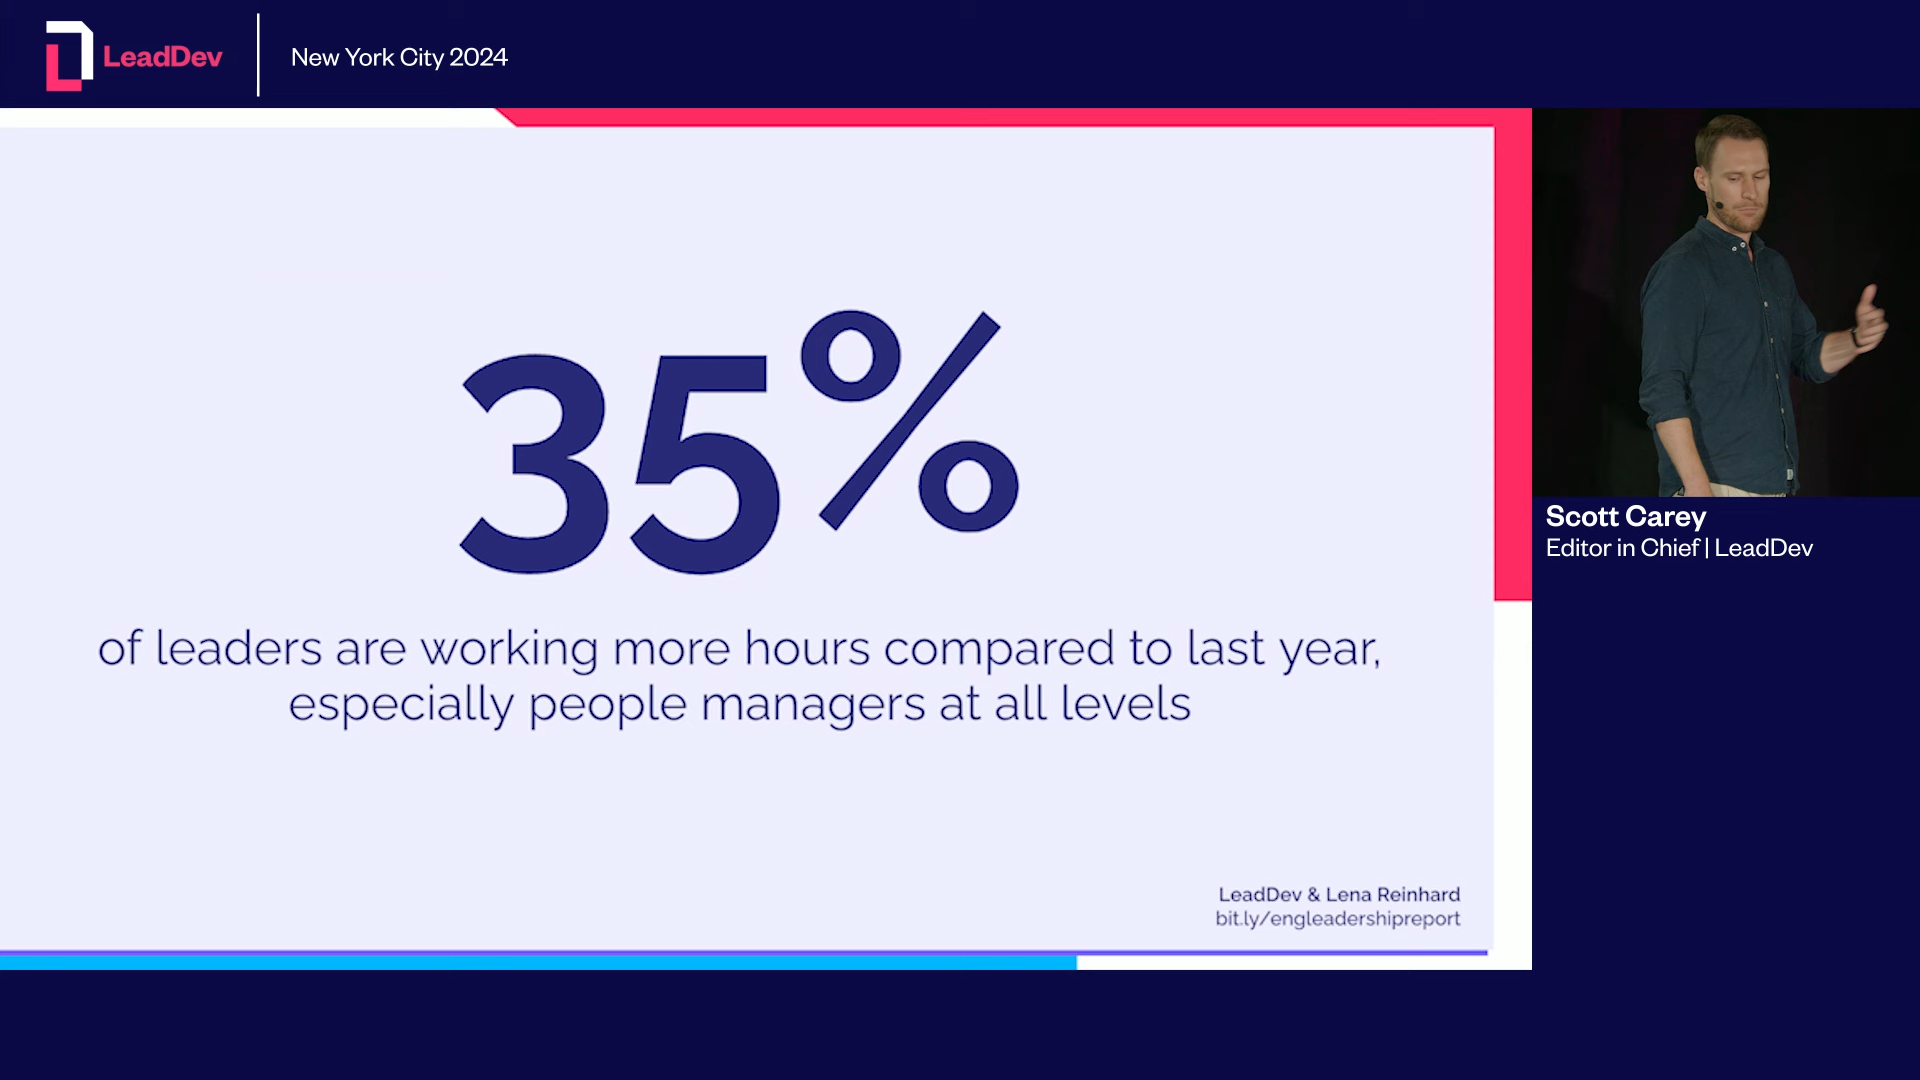 LeadDev
New York City 2024
35%
of leaders are working more hours compared to last year,
especially people managers at all levels
LeadDev & Lena Reinhard
bit.ly/engleadershipreport
Scott Carey
Editor in Chief | LeadDev